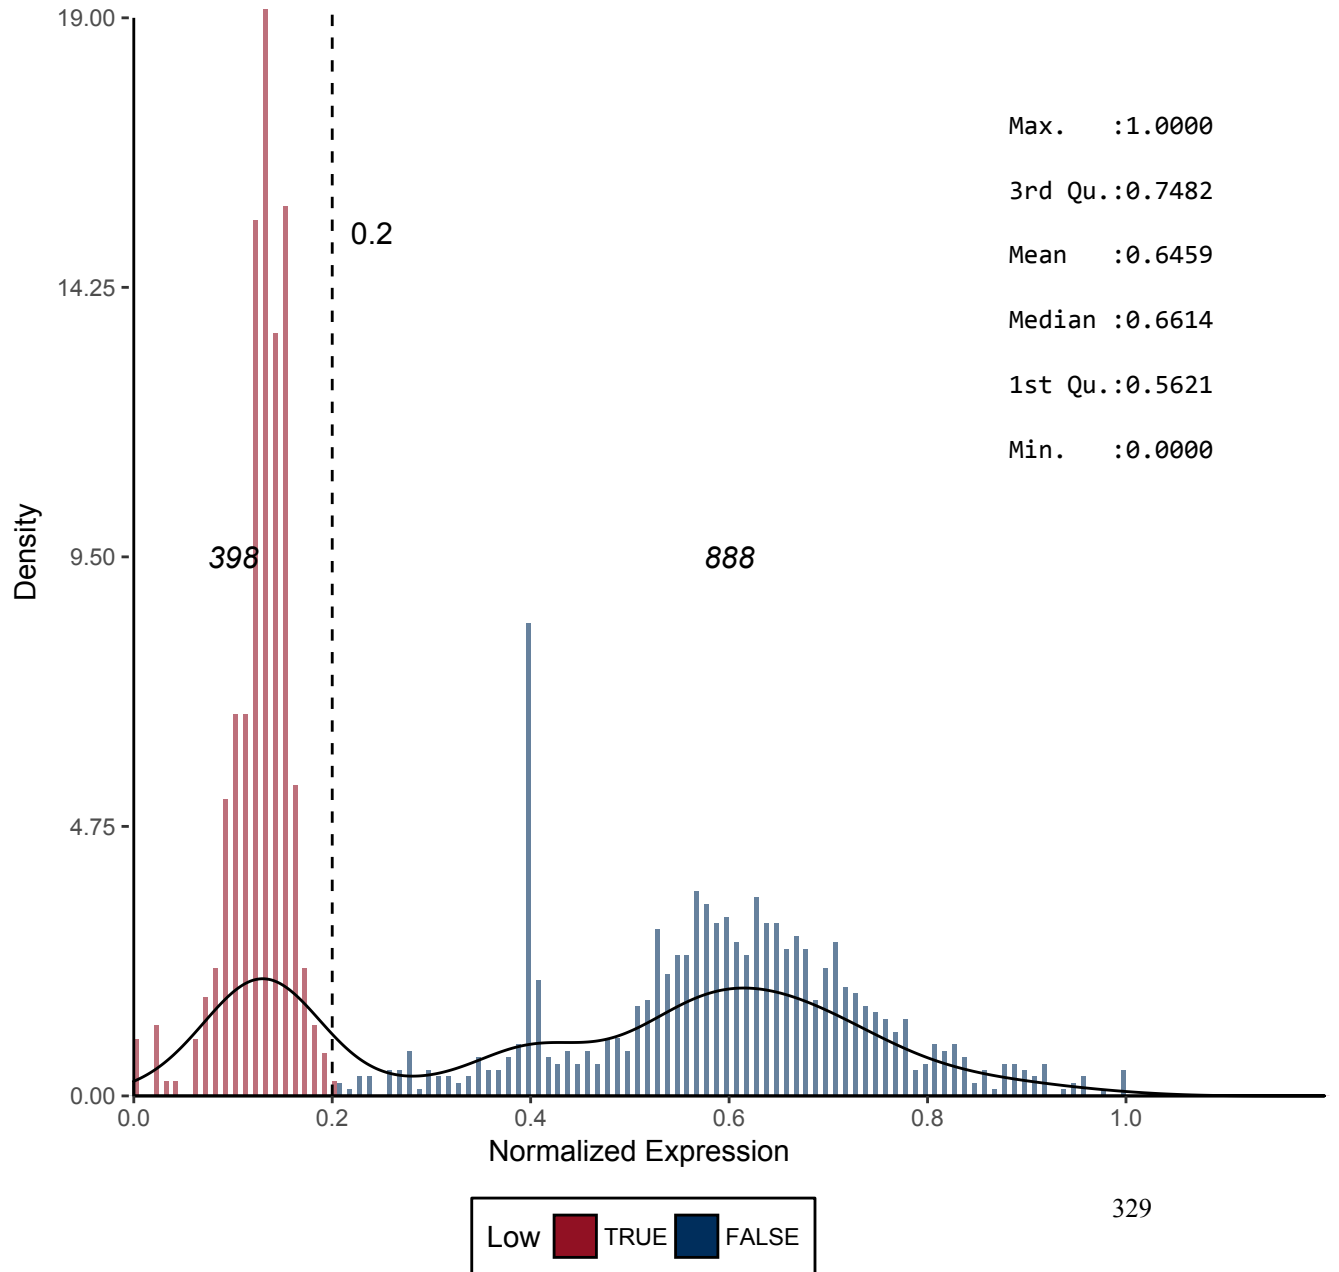 19.00
14.25
9.50
4.75
0.00
Density
0.0 0.2 0.4 0.6 0.8 1.0
Normalized Expression
0.2
398
888
Max. :1.0000
3rd Qu.:0.7482
Mean :0.6459
Median :0.6614
1st Qu.:0.5621
Min. :0.0000
Low TRUE FALSE
329